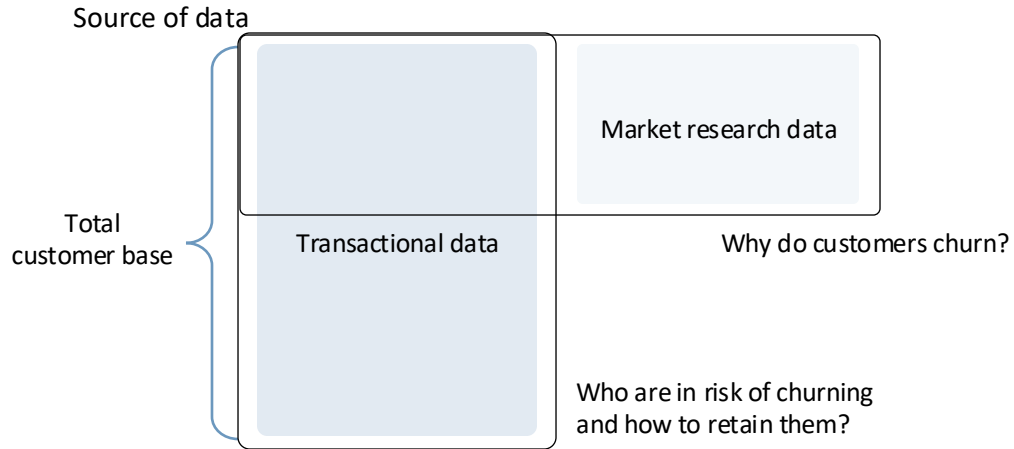 Source of data
Market research data
Total
customer base
Transactional data
Why do customers churn?
Who are in risk of churning
and how to retain them?